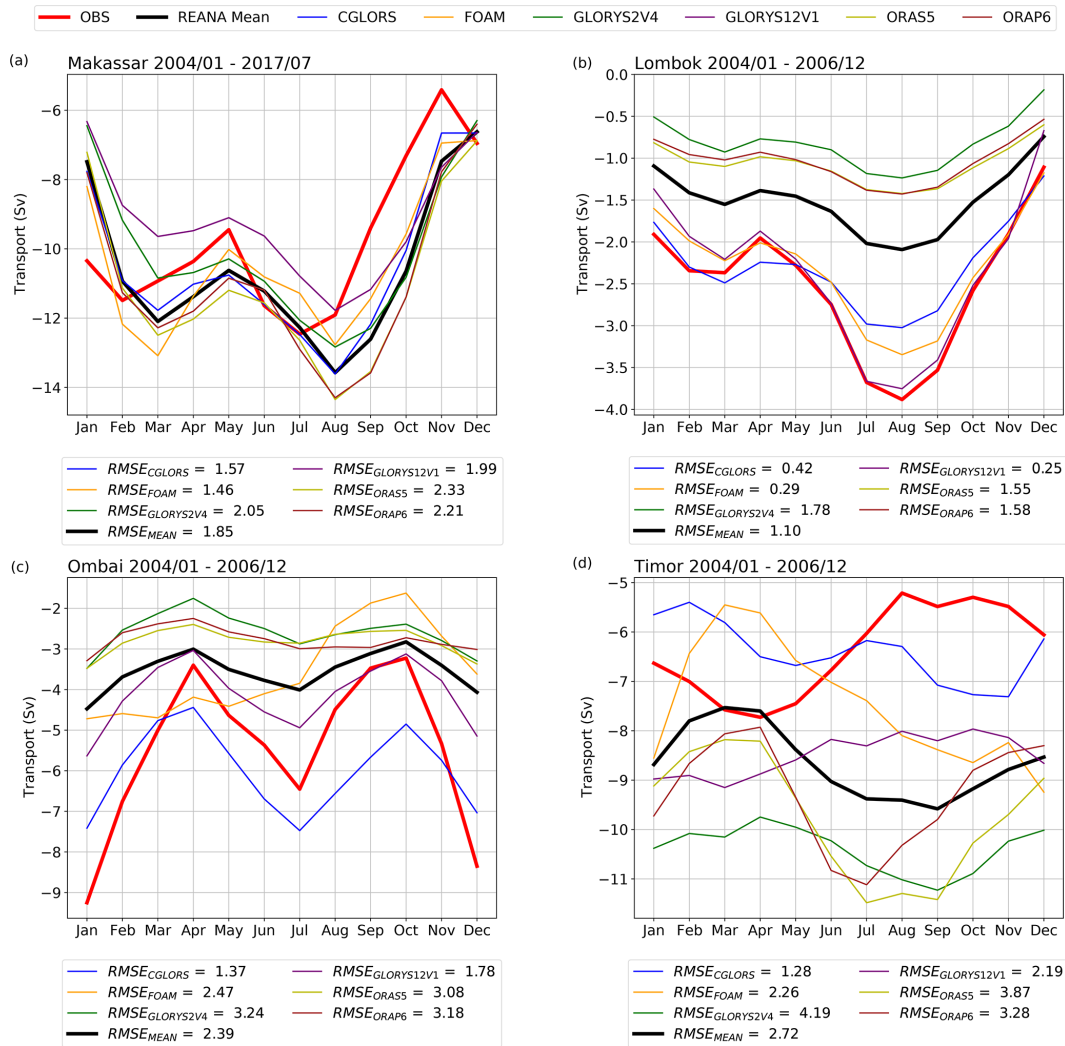 OBS REANA Mean CGLORS FOAM GLORYS2V4 GLORYS12V1 ORAS5 ORAP6
(a) Makassar 2004/01 - 2017/07
Transport (Sv)
−6
−8
−10
−12
−14
Jan Feb Mar Apr May Jun Jul Aug Sep Oct Nov Dec
RMSE_CGLORS = 1.57 RMSE_GLORYS12V1 = 1.99
RMSE_FOAM = 1.46 RMSE_ORAS5 = 2.33
RMSE_GLORYS2V4 = 2.05 RMSE_ORAP6 = 2.21
RMSE_MEAN = 1.85
(b) Lombok 2004/01 - 2006/12
Transport (Sv)
0.0
−0.5
−1.0
−1.5
−2.0
−2.5
−3.0
−3.5
−4.0
Jan Feb Mar Apr May Jun Jul Aug Sep Oct Nov Dec
RMSE_CGLORS = 0.42 RMSE_GLORYS12V1 = 0.25
RMSE_FOAM = 0.29 RMSE_ORAS5 = 1.55
RMSE_GLORYS2V4 = 1.78 RMSE_ORAP6 = 1.58
RMSE_MEAN = 1.10
(c) Ombai 2004/01 - 2006/12
Transport (Sv)
−2
−3
−4
−5
−6
−7
−8
−9
Jan Feb Mar Apr May Jun Jul Aug Sep Oct Nov Dec
RMSE_CGLORS = 1.37 RMSE_GLORYS12V1 = 1.78
RMSE_FOAM = 2.47 RMSE_ORAS5 = 3.08
RMSE_GLORYS2V4 = 3.24 RMSE_ORAP6 = 3.18
RMSE_MEAN = 2.39
(d) Timor 2004/01 - 2006/12
Transport (Sv)
−5
−6
−7
−8
−9
−10
−11
Jan Feb Mar Apr May Jun Jul Aug Sep Oct Nov Dec
RMSE_CGLORS = 1.28 RMSE_GLORYS12V1 = 2.19
RMSE_FOAM = 2.26 RMSE_ORAS5 = 3.87
RMSE_GLORYS2V4 = 4.19 RMSE_ORAP6 = 3.28
RMSE_MEAN = 2.72